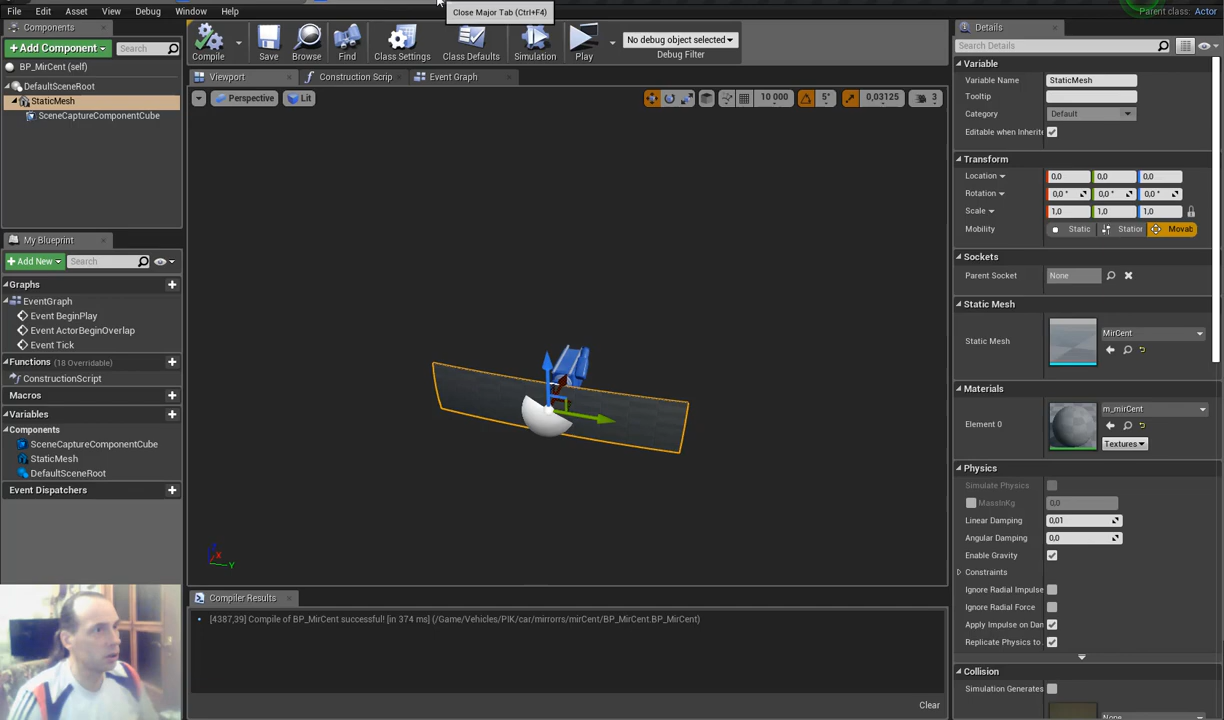 File Edit Asset View Debug Window Help
Close Major Tab (Ctrl+F4)
Parent class: Actor
Components
Add Component
Search
BP_MirCent (self)
DefaultSceneRoot
StaticMesh
SceneCaptureComponentCube
Compile
Save
Browse
Find
Class Settings
Class Defaults
Simulation
Play
No debug object selected
Debug Filter
Viewport
Construction Scrip
Event Graph
Perspective
Lit
10 000
5°
0,03125
3
X
Y
My Blueprint
Add New
Search
Graphs
EventGraph
Event BeginPlay
Event ActorBeginOverlap
Event Tick
Functions (18 Overridable)
ConstructionScript
Macros
Variables
Components
SceneCaptureComponentCube
StaticMesh
DefaultSceneRoot
Event Dispatchers
Compiler Results
[4387,39] Compile of BP_MirCent successful! [in 374 ms] (/Game/Vehicles/PIK/car/mirrorrs/mirCent/BP_MirCent.BP_MirCent)
Clear
Details
Search Details
Variable
Variable Name StaticMesh
Tooltip
Category Default
Editable when Inherite
Transform
Location 0,0 0,0 0,0
Rotation 0,0 ° 0,0 ° 0,0 °
Scale 1,0 1,0 1,0
Mobility Static Station Movab
Sockets
Parent Socket None
Static Mesh
Static Mesh MirCent
Materials
Element 0 m_mirCent
Textures
Physics
Simulate Physics
MassInKg 0,0
Linear Damping 0,01
Angular Damping 0,0
Enable Gravity
Constraints
Ignore Radial Impulse
Ignore Radial Force
Apply Impulse on Dan
Replicate Physics to
Collision
Simulation Generates
None